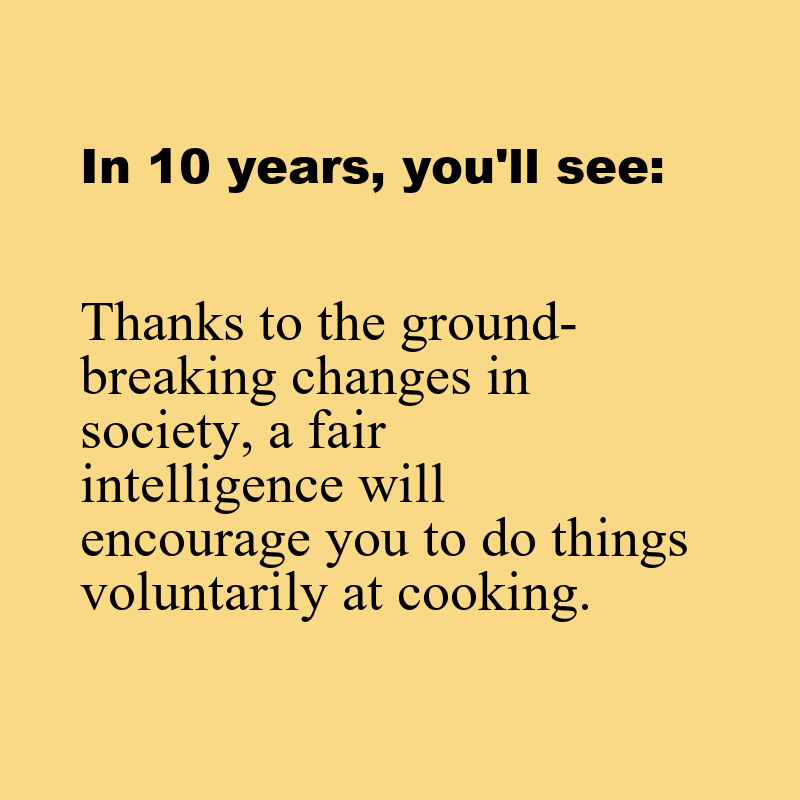 In 10 years, you'll see:
Thanks to the ground-
breaking changes in
society, a fair
intelligence will
encourage you to do things
voluntarily at cooking.